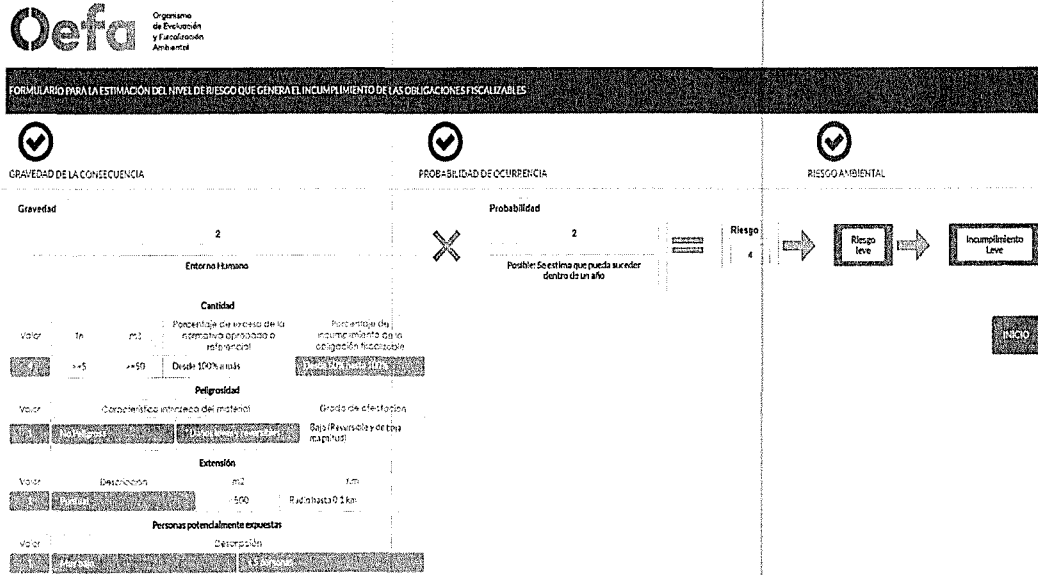 Oefa
Organismo
de Evaluación
y Fiscalización
Ambiental
FORMULARIO PARA LA ESTIMACIÓN DEL NIVEL DE RIESGO QUE GENERA EL INCUMPLIMIENTO DE LAS OBLIGACIONES FISCALIZABLES
GRAVEDAD DE LA CONSECUENCIA
PROBABILIDAD DE OCURRENCIA
RIESGO AMBIENTAL
Gravedad
2
Entorno Humano
Probabilidad
2
Posible: Se estima que pueda suceder
dentro de un año
Riesgo
4
Riesgo
leve
Incumplimiento
Leve
INICIO
Cantidad
Valor Tn m3 Porcentaje de exceso de la
normativa aprobada o
referencial
Porcentaje de
incumplimiento de la
obligación fiscalizable
>=5 >=50 Desde 100% a más
Peligrosidad
Valor Característica intrínseca del material Grado de afectación
Bajo (Reversible y de baja
magnitud)
Extensión
Valor Descripción m2 Km
500 Radio hasta 0.1 km
Personas potencialmente expuestas
Valor Descripción